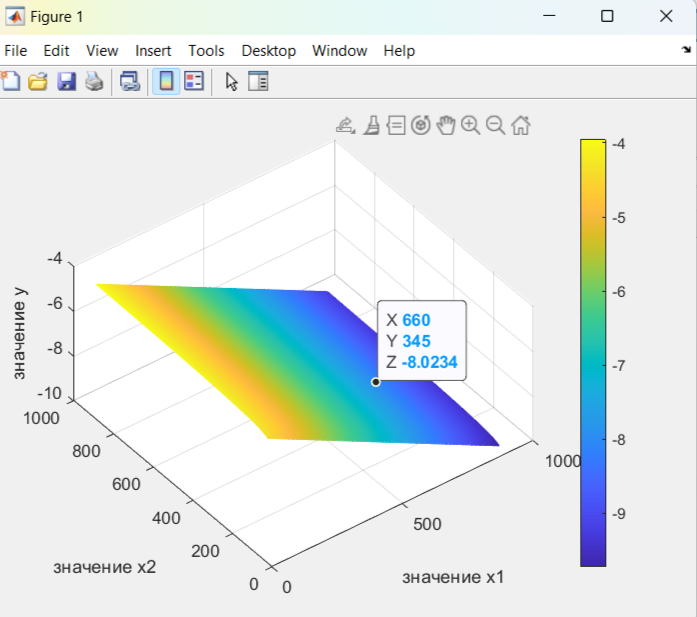 Figure 1
File Edit View Insert Tools Desktop Window Help
-4
-5
-6
-7
-8
-9
X 660
Y 345
Z -8.0234
значение y
-4
-6
-8
-10
1000
800
600
400
200
0
значение x2
0
500
1000
значение x1